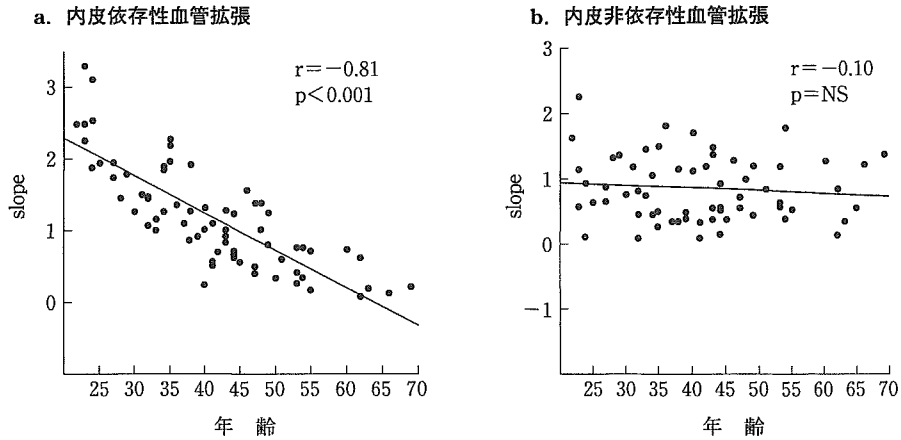 a. 内皮依存性血管拡張
r=−0.81
p<0.001
slope
3
2
1
0
25 30 35 40 45 50 55 60 65 70
年 齢
b. 内皮非依存性血管拡張
r=−0.10
p=NS
slope
3
2
1
0
−1
25 30 35 40 45 50 55 60 65 70
年 齢